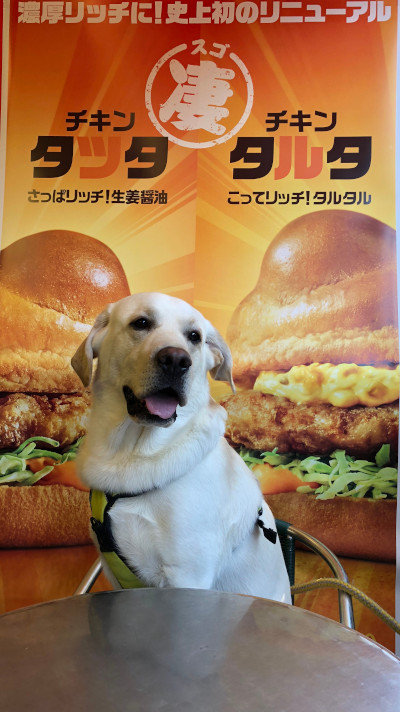 濃厚リッチに!史上初のリニューアル
スゴ
凄
チキン
タツタ
さっぱリッチ!生姜醤油
チキン
タルタ
こってリッチ!タルタル